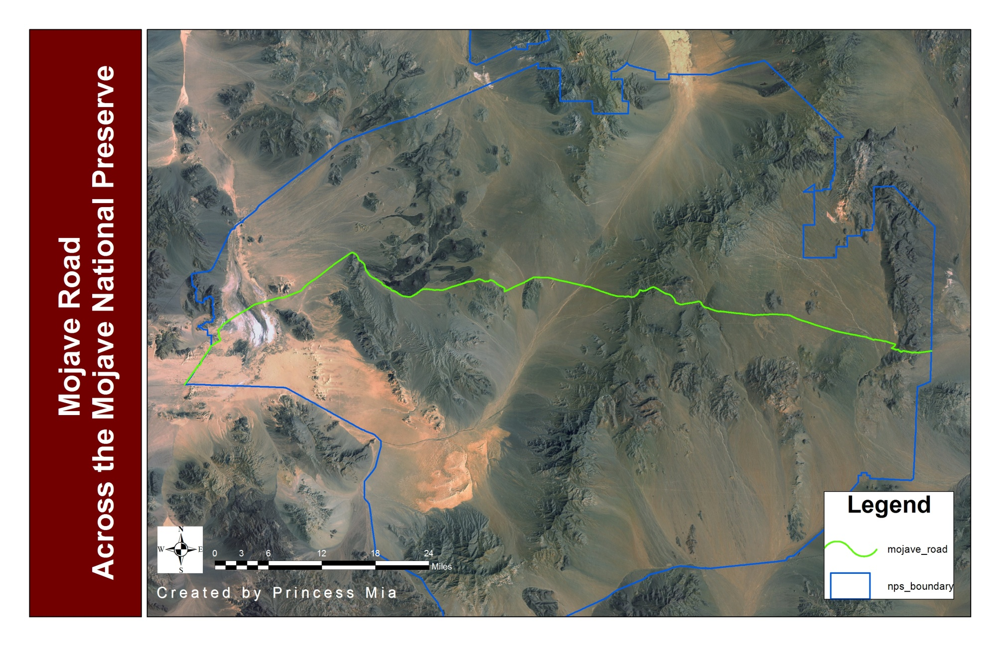 Mojave Road
Across the Mojave National Preserve
N
W E
S
0 3 6 12 18 24
Miles
Created by Princess Mia
Legend
mojave_road
nps_boundary